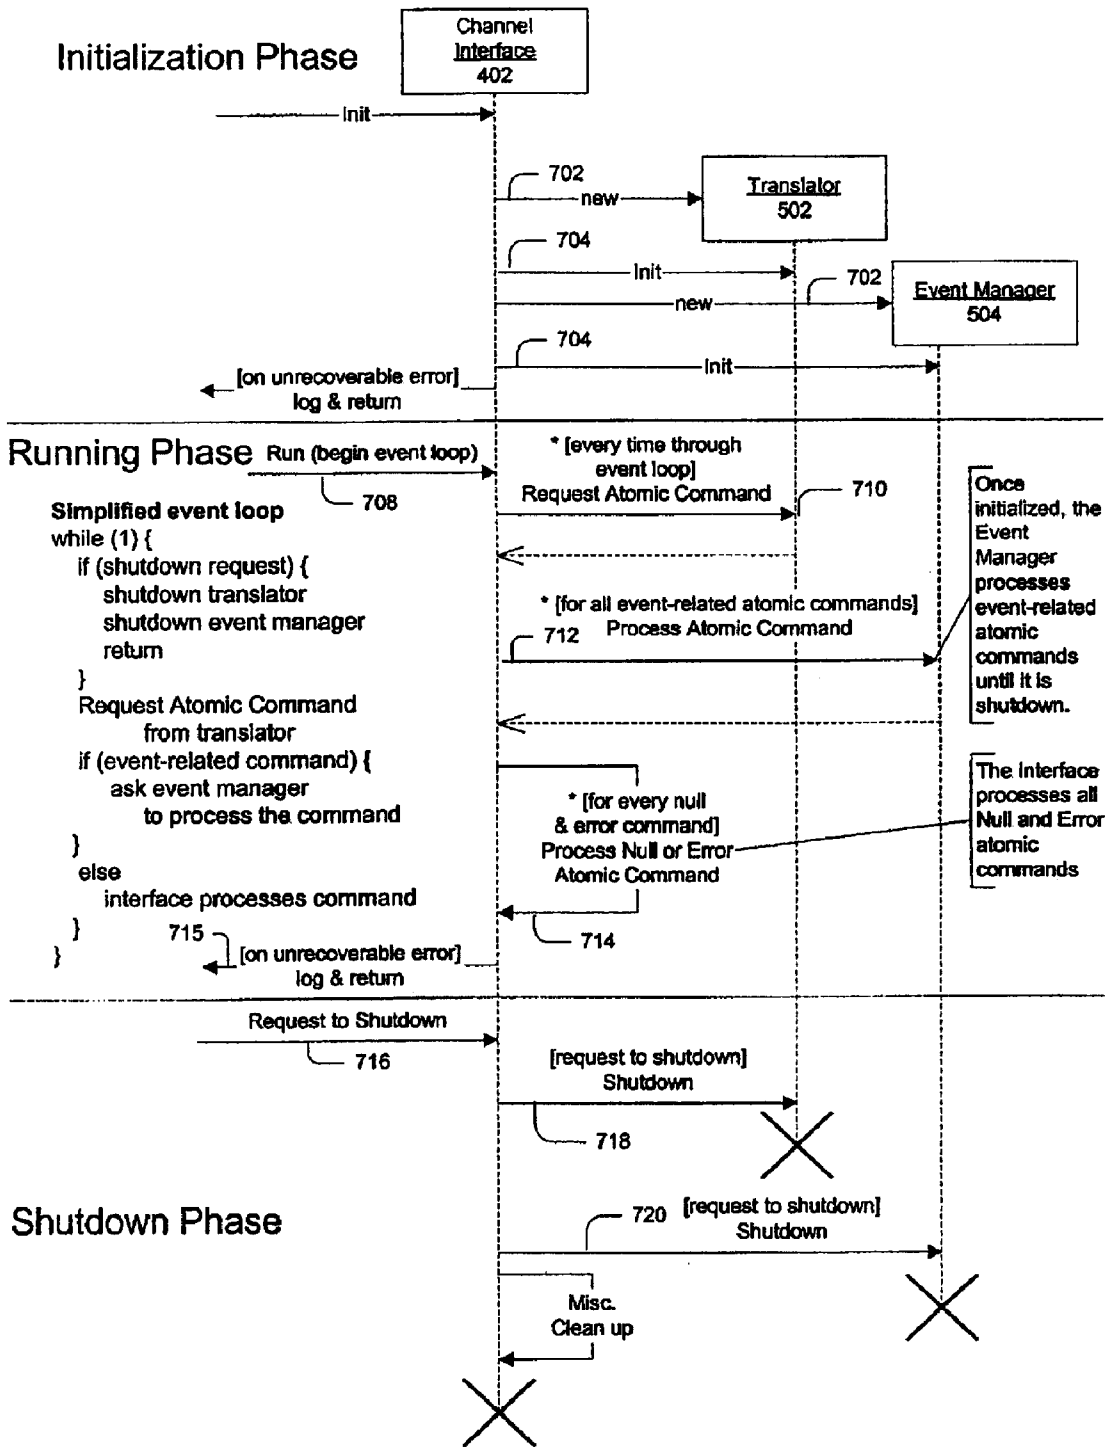 Initialization Phase
Channel
Interface
402
Init
702
new
Translator
502
704
Init
702
new
Event Manager
504
704
Init
[on unrecoverable error]
log & return
Running Phase
Run (begin event loop)
708
* [every time through
event loop]
Request Atomic Command
710
Once
initialized, the
Event
Manager
processes
event-related
atomic
commands
until it is
shutdown.
Simplified event loop
while (1) {
if (shutdown request) {
shutdown translator
shutdown event manager
return
}
Request Atomic Command
from translator
if (event-related command) {
ask event manager
to process the command
}
else
interface processes command
}
}
* [for all event-related atomic commands]
Process Atomic Command
712
* [for every null
& error command]
Process Null or Error
Atomic Command
714
The Interface
processes all
Null and Error
atomic
commands
715
[on unrecoverable error]
log & return
Request to Shutdown
716
[request to shutdown]
Shutdown
718
Shutdown Phase
720
[request to shutdown]
Shutdown
Misc.
Clean up